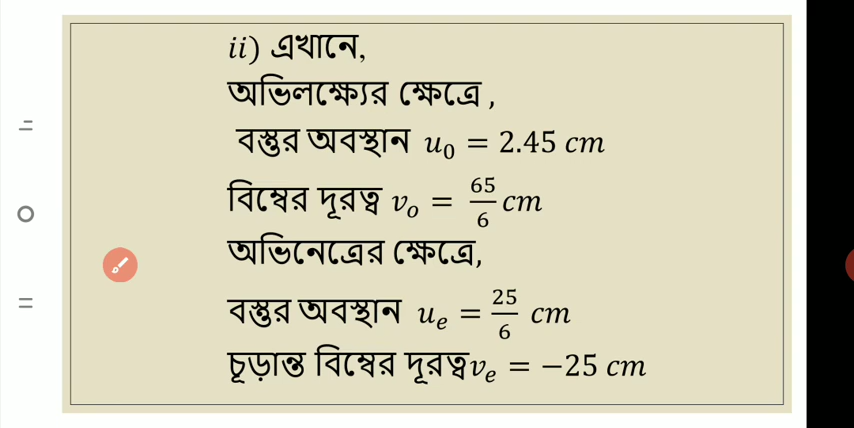 ii) এখানে,
অভিলক্ষ্যের ক্ষেত্রে ,
বস্তুর অবস্থান u₀ = 2.45 cm
বিম্বের দূরত্ব vₒ = 65/6 cm
অভিনেত্রের ক্ষেত্রে,
বস্তুর অবস্থান uₑ = 25/6 cm
চূড়ান্ত বিম্বের দূরত্বvₑ = −25 cm